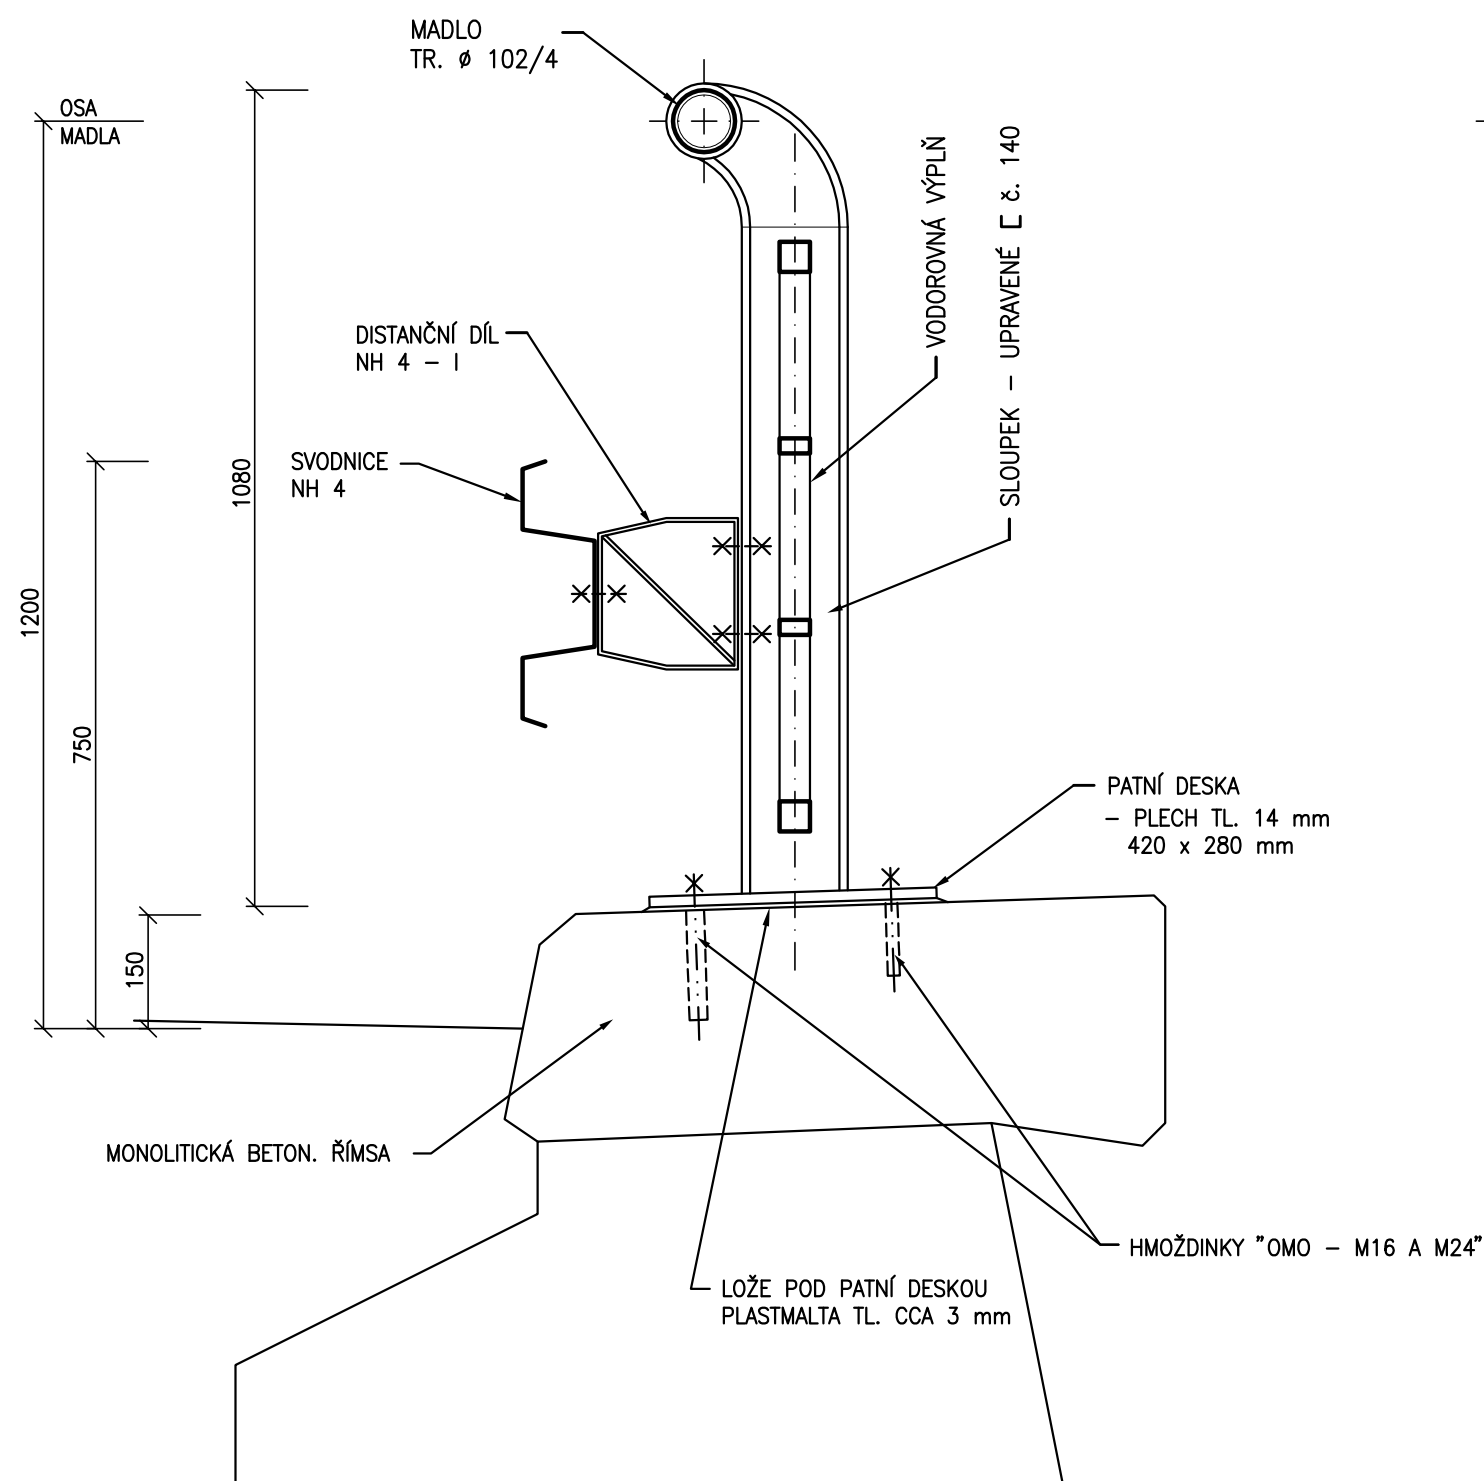 MADLO
TR. ø 102/4
OSA
MADLA
VODOROVNÁ VÝPLŇ
SLOUPEK - UPRAVENÉ [ č. 140
DISTANČNÍ DÍL
NH 4 - I
SVODNICE
NH 4
1080
1200
750
150
PATNÍ DESKA
- PLECH TL. 14 mm
420 x 280 mm
MONOLITICKÁ BETON. ŘÍMSA
HMOŽDINKY "OMO - M16 A M24"
LOŽE POD PATNÍ DESKOU
PLASTMALTA TL. CCA 3 mm